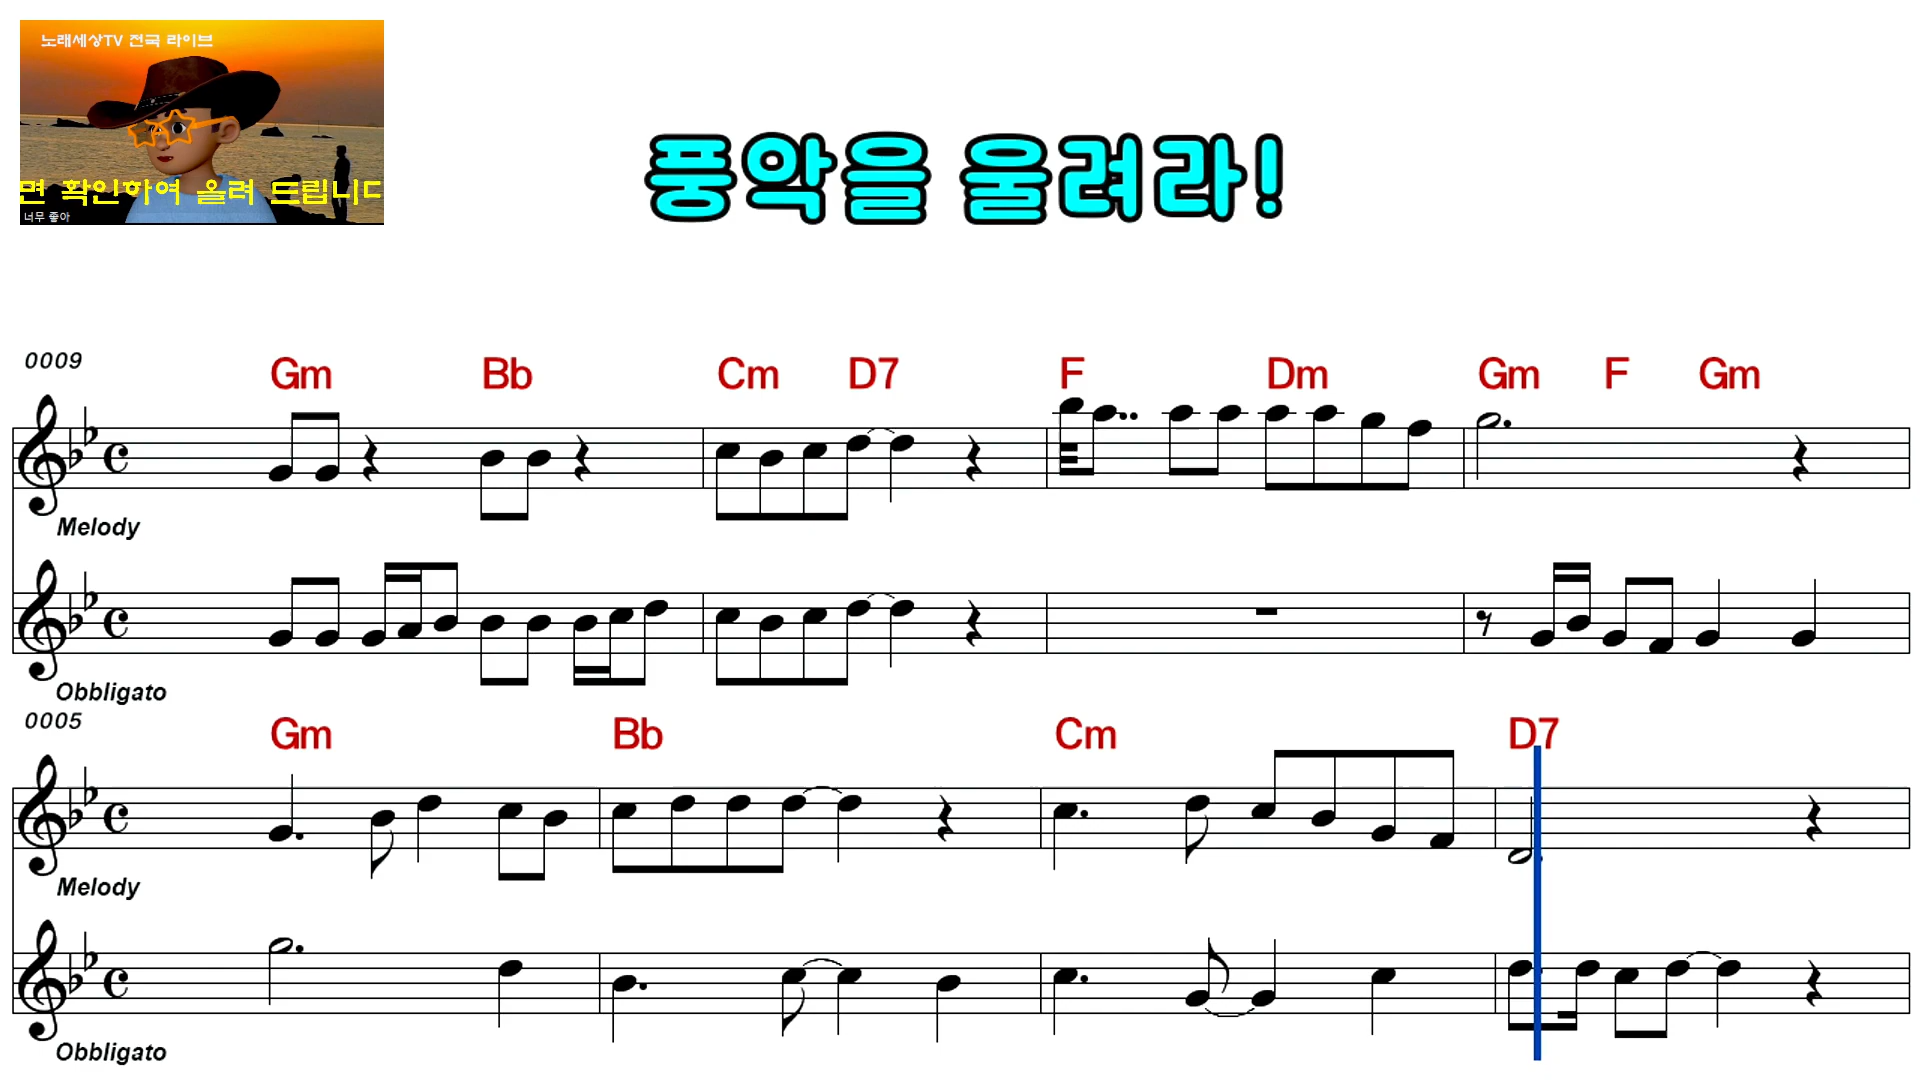 노래세상TV 전국 라이브
면 확인하여 올려 드립니다
너무 좋아
풍악을 울려라!
0009
Gm Bb Cm D7 F Dm Gm F Gm
Melody
Obbligato
0005
Gm Bb Cm D7
Melody
Obbligato